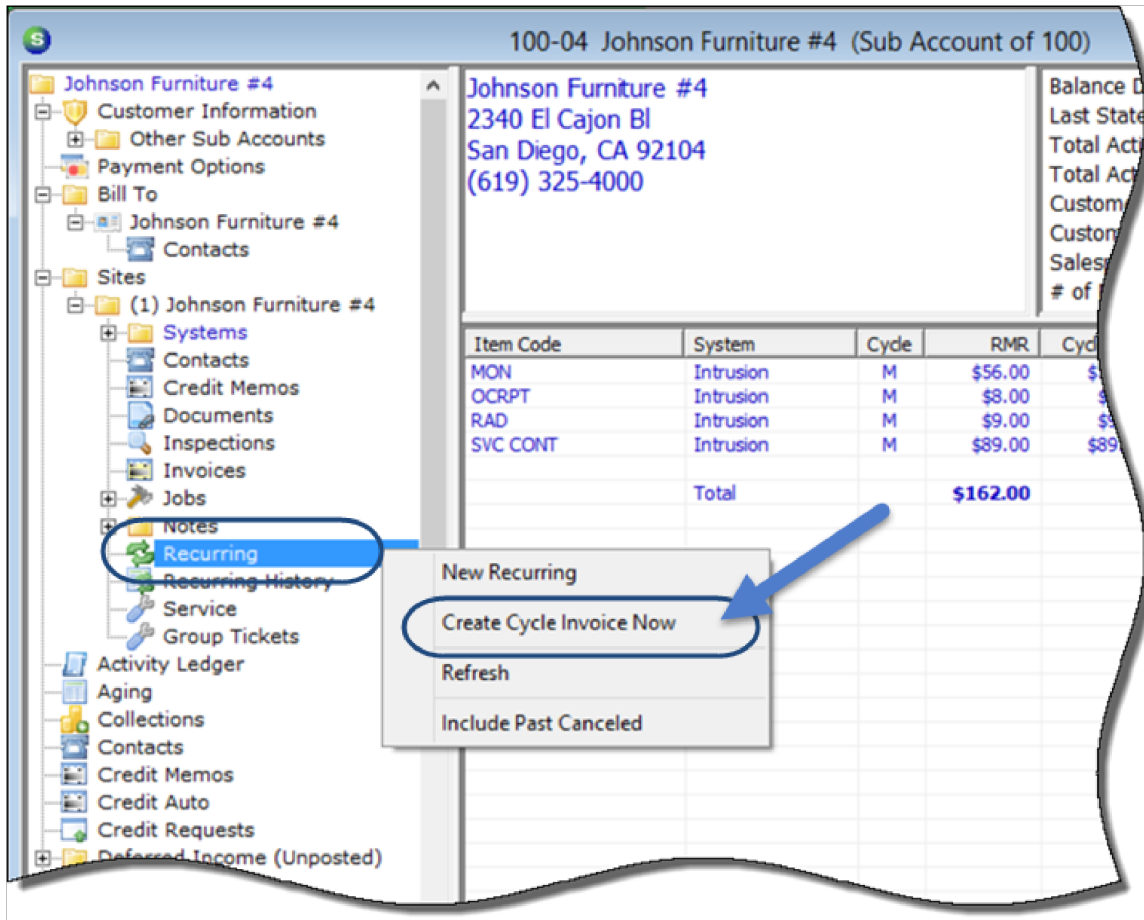 S
100-04 Johnson Furniture #4 (Sub Account of 100)
Johnson Furniture #4
Customer Information
Other Sub Accounts
Payment Options
Bill To
Johnson Furniture #4
Contacts
Sites
(1) Johnson Furniture #4
Systems
Contacts
Credit Memos
Documents
Inspections
Invoices
Jobs
Notes
Recurring
Recurring History
Service
Group Tickets
Activity Ledger
Aging
Collections
Contacts
Credit Memos
Credit Auto
Credit Requests
Deferred Income (Unposted)
Johnson Furniture #4
2340 El Cajon Bl
San Diego, CA 92104
(619) 325-4000
Balance
Last
Total
Total
# of
Item Code System Cycle RMR
MON Intrusion M $56.00
OCRPT Intrusion M $8.00
RAD Intrusion M $9.00
SVC CONT Intrusion M $89.00
Total $162.00
New Recurring
Create Cycle Invoice Now
Refresh
Include Past Canceled